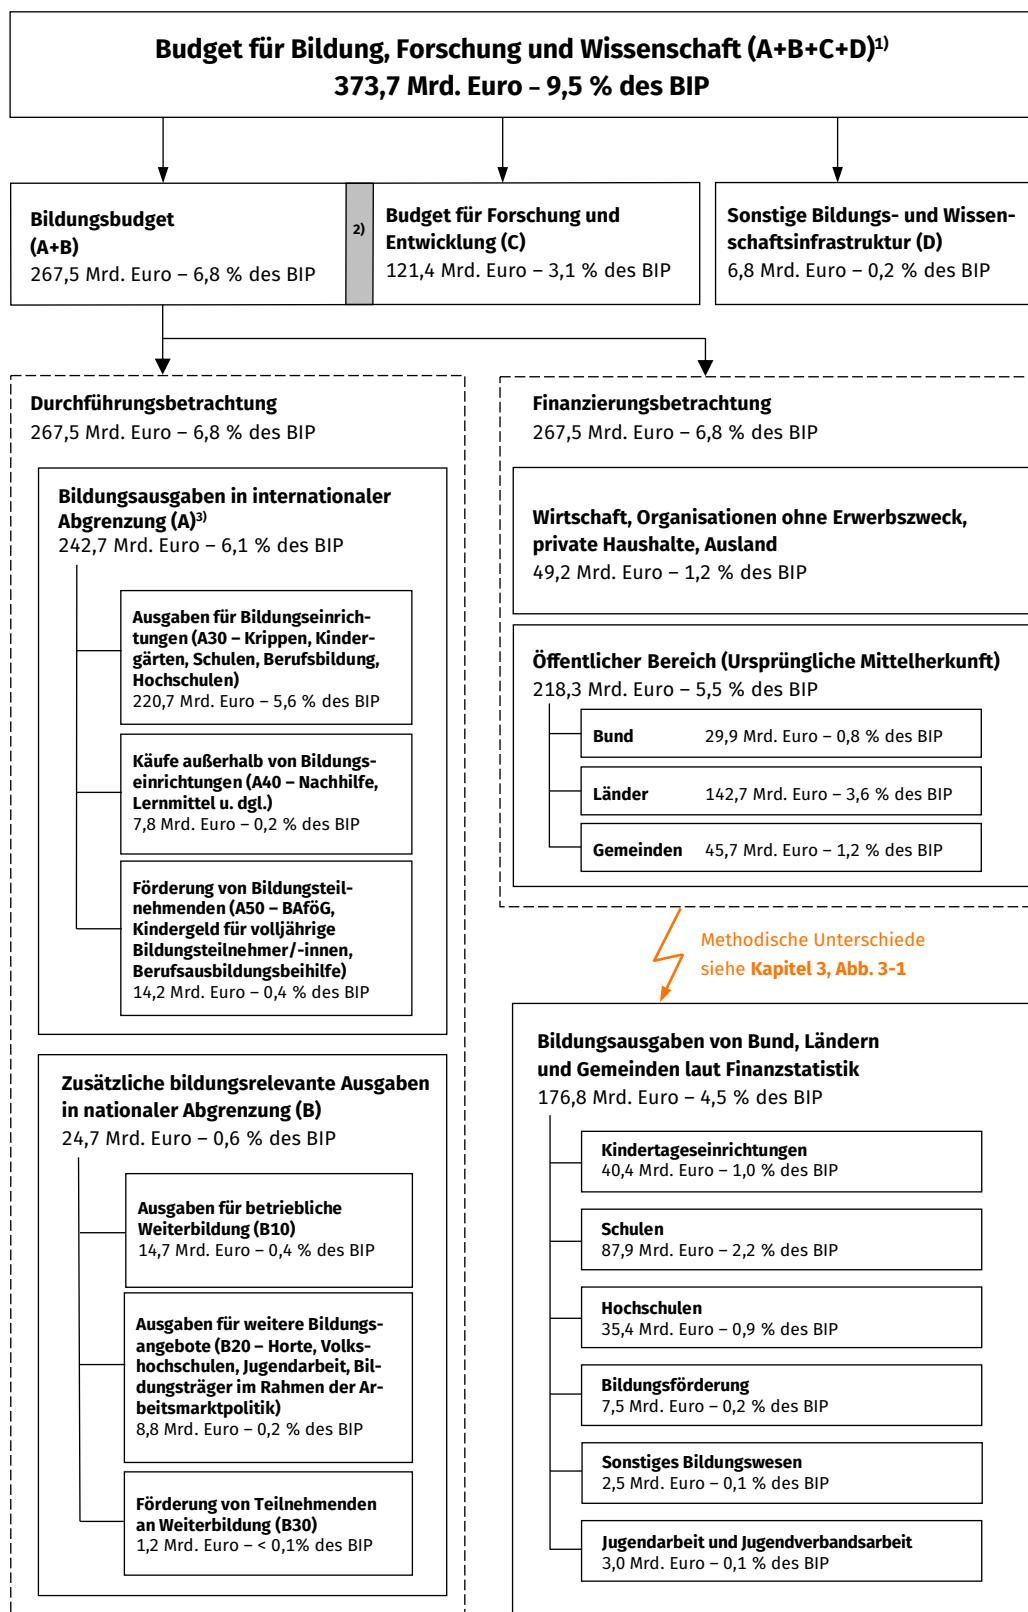 Budget für Bildung, Forschung und Wissenschaft (A+B+C+D)1)
373,7 Mrd. Euro – 9,5 % des BIP
Bildungsbudget
(A+B)
267,5 Mrd. Euro – 6,8 % des BIP
2)
Budget für Forschung und
Entwicklung (C)
121,4 Mrd. Euro – 3,1 % des BIP
Sonstige Bildungs- und Wissen-
schaftsinfrastruktur (D)
6,8 Mrd. Euro – 0,2 % des BIP
Durchführungsbetrachtung
267,5 Mrd. Euro – 6,8 % des BIP
Bildungsausgaben in internationaler
Abgrenzung (A)3)
242,7 Mrd. Euro – 6,1 % des BIP
Ausgaben für Bildungseinrich-
tungen (A30 – Krippen, Kinder-
gärten, Schulen, Berufsbildung,
Hochschulen)
220,7 Mrd. Euro – 5,6 % des BIP
Käufe außerhalb von Bildungs-
einrichtungen (A40 – Nachhilfe,
Lernmittel u. dgl.)
7,8 Mrd. Euro – 0,2 % des BIP
Förderung von Bildungsteil-
nehmenden (A50 – BAföG,
Kindergeld für volljährige
Bildungsteilnehmer/-innen,
Berufsausbildungsbeihilfe)
14,2 Mrd. Euro – 0,4 % des BIP
Zusätzliche bildungsrelevante Ausgaben
in nationaler Abgrenzung (B)
24,7 Mrd. Euro – 0,6 % des BIP
Ausgaben für betriebliche
Weiterbildung (B10)
14,7 Mrd. Euro – 0,4 % des BIP
Ausgaben für weitere Bildungs-
angebote (B20 – Horte, Volks-
hochschulen, Jugendarbeit, Bil-
dungsträger im Rahmen der Ar-
beitsmarktpolitik)
8,8 Mrd. Euro – 0,2 % des BIP
Förderung von Teilnehmenden
an Weiterbildung (B30)
1,2 Mrd. Euro – < 0,1% des BIP
Finanzierungsbetrachtung
267,5 Mrd. Euro – 6,8 % des BIP
Wirtschaft, Organisationen ohne Erwerbszweck,
private Haushalte, Ausland
49,2 Mrd. Euro – 1,2 % des BIP
Öffentlicher Bereich (Ursprüngliche Mittelherkunft)
218,3 Mrd. Euro – 5,5 % des BIP
Bund 29,9 Mrd. Euro – 0,8 % des BIP
Länder 142,7 Mrd. Euro – 3,6 % des BIP
Gemeinden 45,7 Mrd. Euro – 1,2 % des BIP
Methodische Unterschiede
siehe Kapitel 3, Abb. 3-1
Bildungsausgaben von Bund, Ländern
und Gemeinden laut Finanzstatistik
176,8 Mrd. Euro – 4,5 % des BIP
Kindertageseinrichtungen
40,4 Mrd. Euro – 1,0 % des BIP
Schulen
87,9 Mrd. Euro – 2,2 % des BIP
Hochschulen
35,4 Mrd. Euro – 0,9 % des BIP
Bildungsförderung
7,5 Mrd. Euro – 0,2 % des BIP
Sonstiges Bildungswesen
2,5 Mrd. Euro – 0,1 % des BIP
Jugendarbeit und Jugendverbandsarbeit
3,0 Mrd. Euro – 0,1 % des BIP